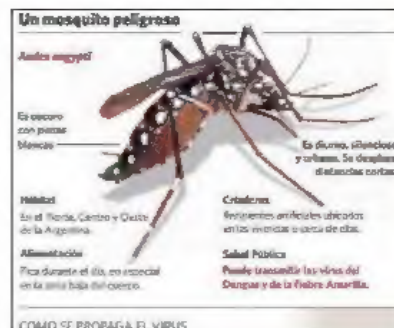 Un mosquito peligroso
Aedes aegypti
Es oscuro
con pintas
blancas
Es diurno, silencioso
y urbano. Se desplaza
distancias cortas
Hábitat
En el Norte, Centro y Oeste
de la Argentina.
Criaderos
Recipientes artificiales ubicados
en las viviendas o cerca de ellas.
Alimentación
Pica durante el día, en especial
en la zona baja del cuerpo.
Salud Pública
Puede transmitir los virus del
Dengue y de la Fiebre Amarilla.
COMO SE PROPAGA EL VIRUS